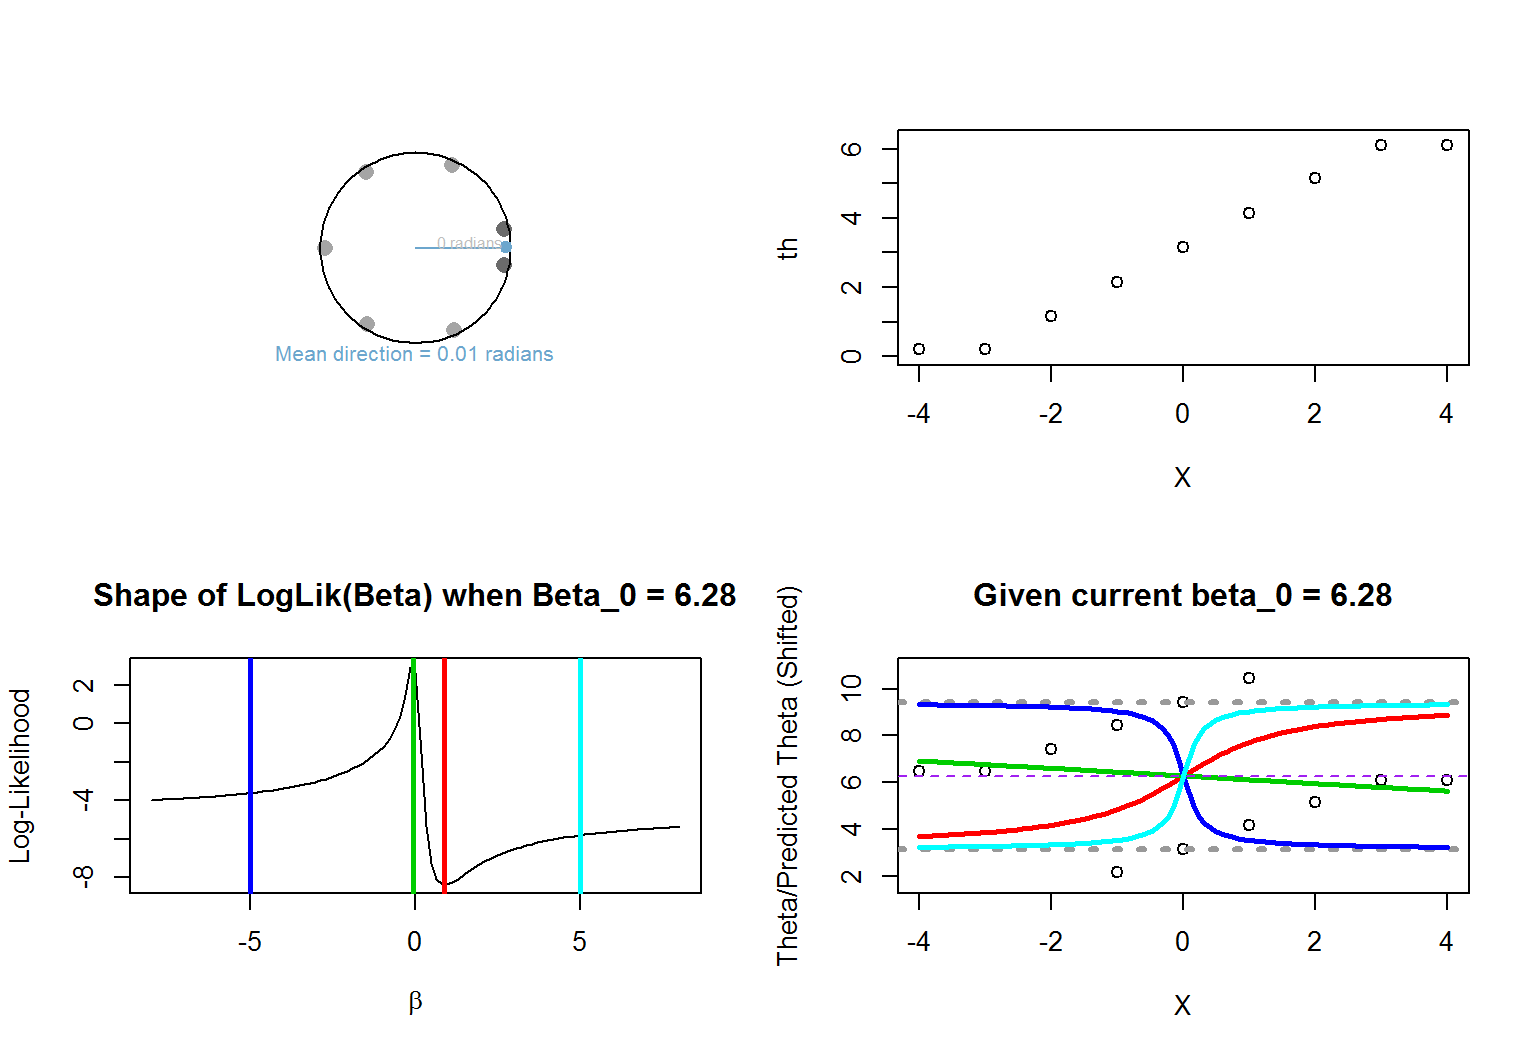 0 radians
Mean direction = 0.01 radians
th
0
2
4
6
-4
-2
0
2
4
X
Shape of LogLik(Beta) when Beta_0 = 6.28
Log-Likelihood
-8
-4
0
2
-5
0
5
β
Given current beta_0 = 6.28
Theta/Predicted Theta (Shifted)
2
4
6
8
10
-4
-2
0
2
4
X